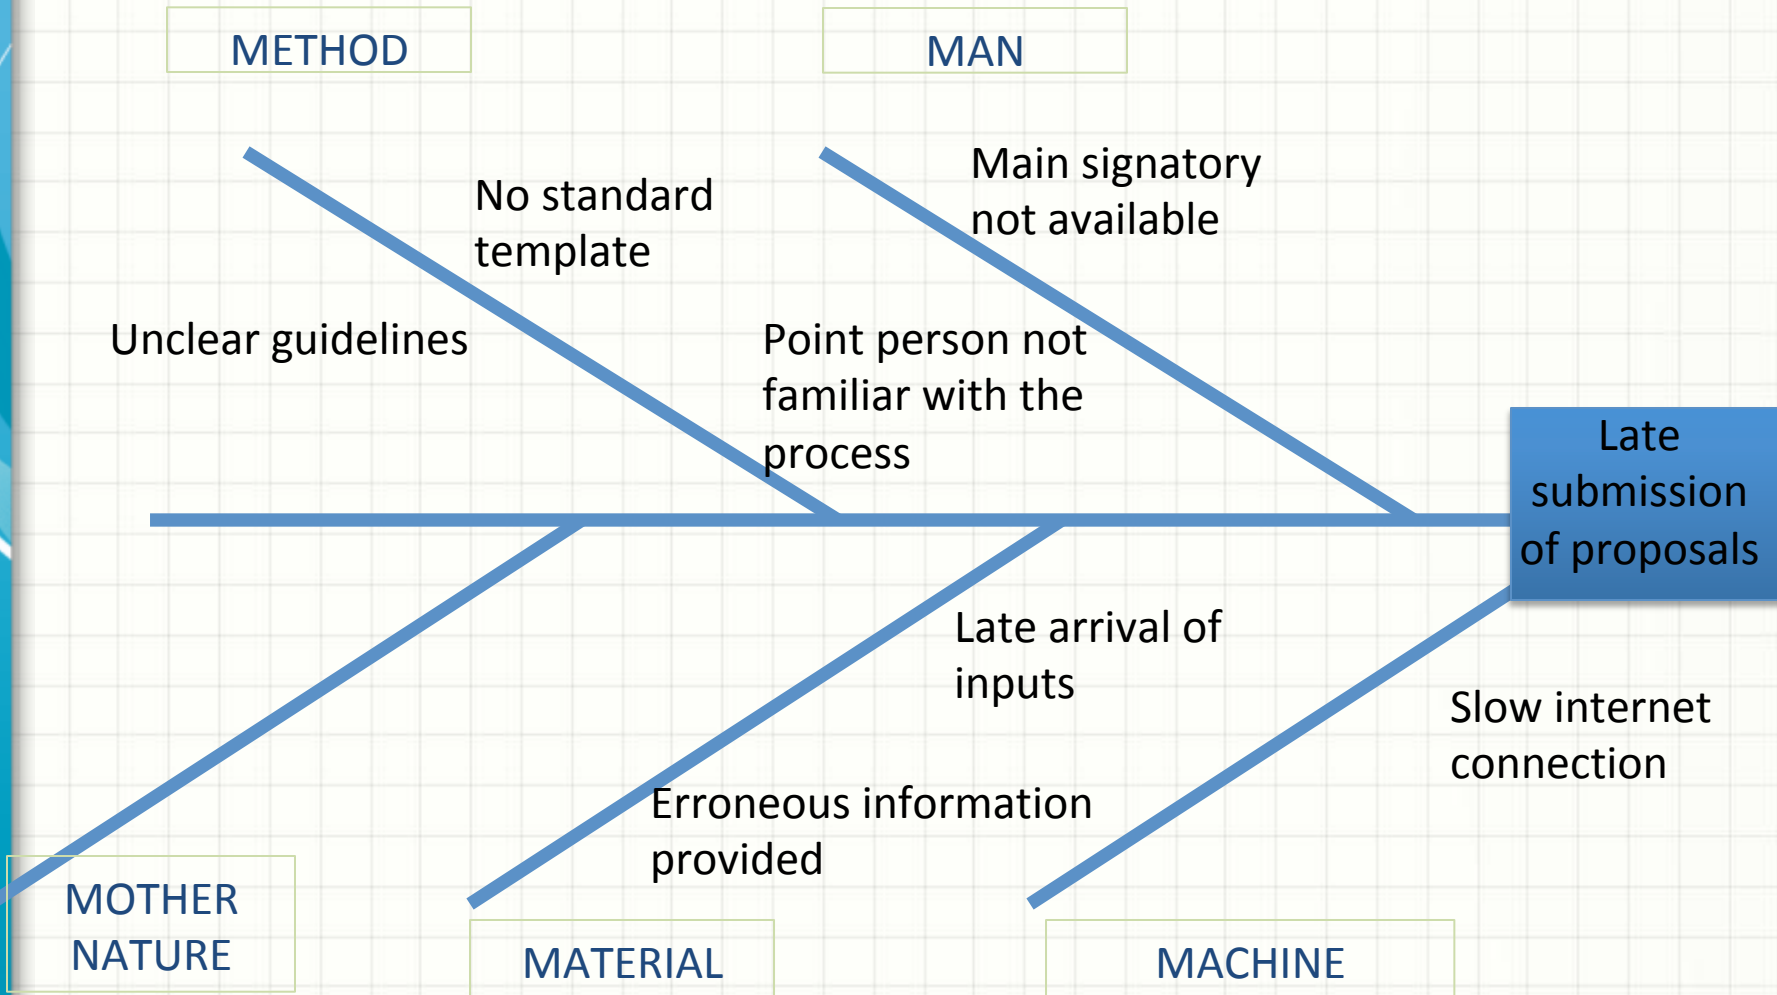 METHOD
MAN
No standard
template
Main signatory
not available
Unclear guidelines
Point person not
familiar with the
process
Late
submission
of proposals
Late arrival of
inputs
Slow internet
connection
Erroneous information
provided
MOTHER
NATURE
MATERIAL
MACHINE